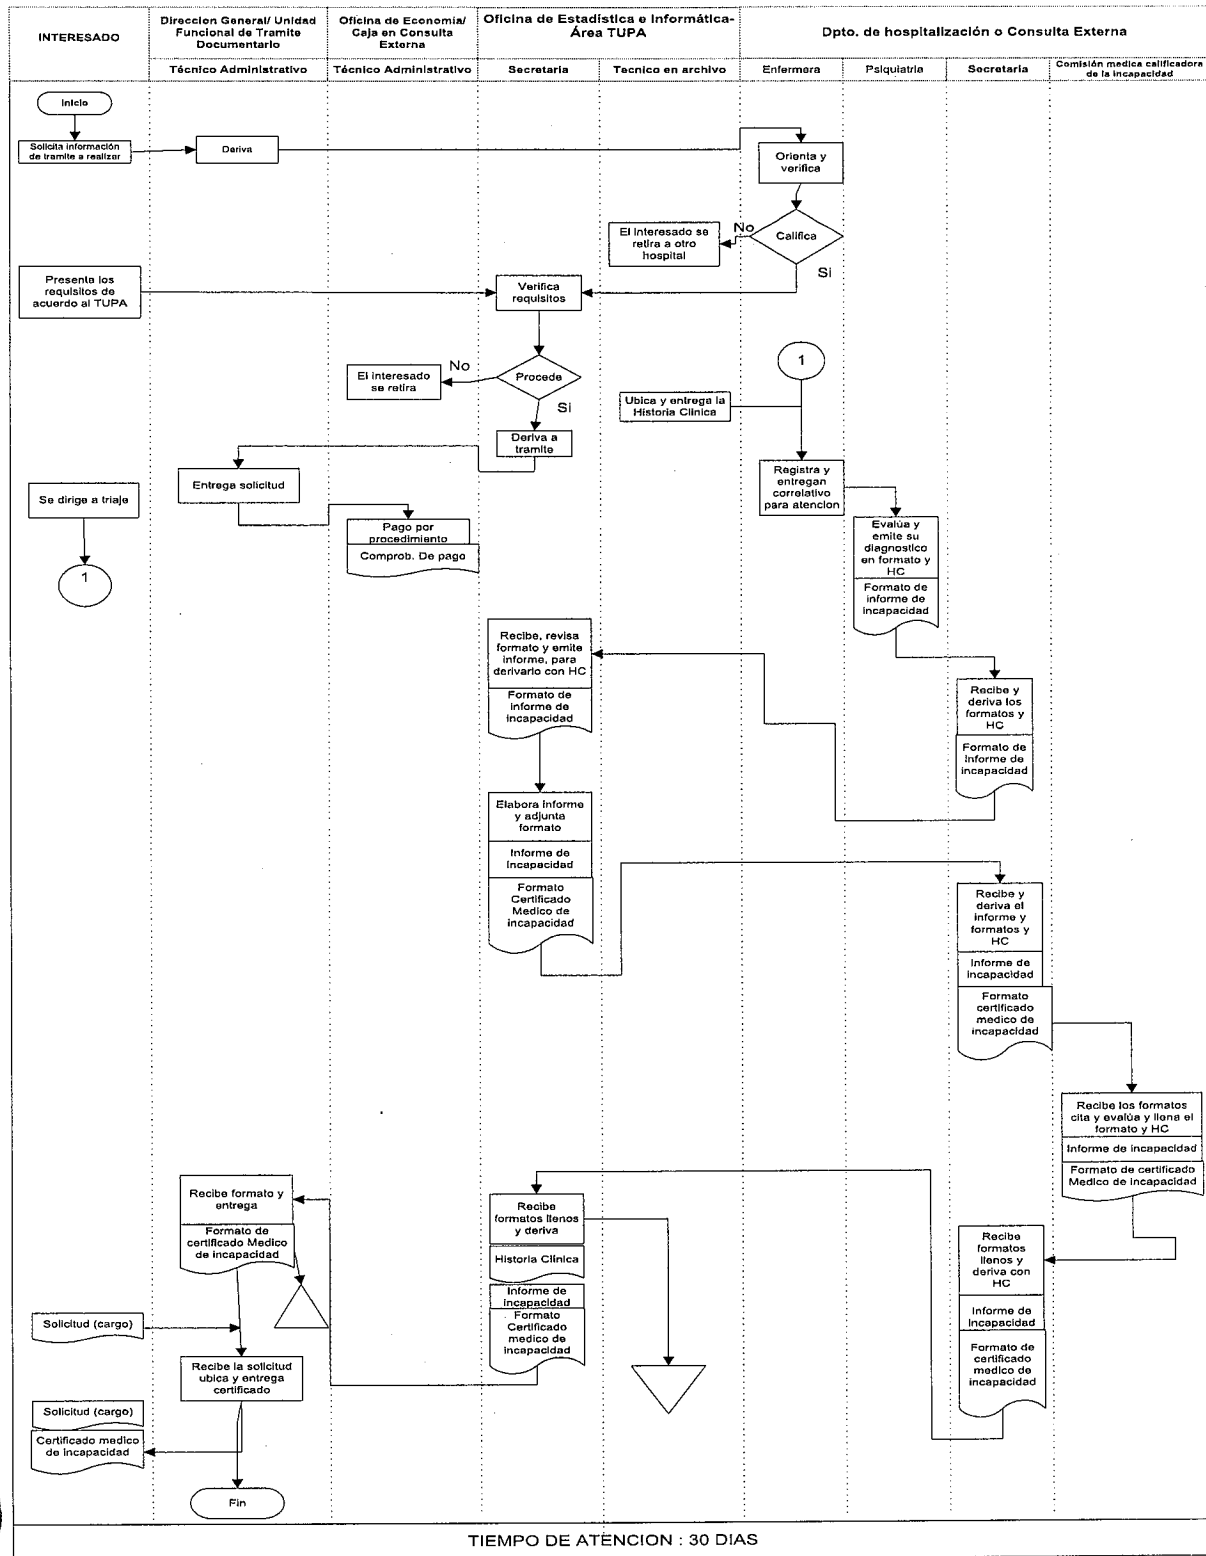 INTERESADO
Direccion General/ Unidad
Funcional de Tramite
Documentario
Oficina de Economía/
Caja en Consulta
Externa
Oficina de Estadística e Informática-
Área TUPA
Dpto. de hospitalización o Consulta Externa
Técnico Administrativo
Técnico Administrativo
Secretaria
Tecnico en archivo
Enfermera
Psiquiatria
Secretaria
Comisión medica calificadora
de la incapacidad
Inicio
Solicita información
de tramite a realizar
Deriva
Orienta y
verifica
El interesado se
retira a otro
hospital
No
Califica
Si
Presenta los
requisitos de
acuerdo al TUPA
Verifica
requisitos
El interesado
se retira
No
Procede
Si
1
Ubica y entrega la
Historia Clinica
Deriva a
tramite
Se dirige a triaje
Entrega solicitud
Registra y
entregan
correlativo
para atencion
Pago por
procedimiento
Comprob. De pago
Evalúa y
emite su
diagnostico
en formato y
HC
Formato de
informe de
incapacidad
1
Recibe, revisa
formato y emite
informe, para
derivarlo con HC
Formato de
informe de
incapacidad
Recibe y
deriva los
formatos y
HC
Formato de
Informe de
incapacidad
Elabora informe
y adjunta
formato
Informe de
Incapacidad
Formato
Certificado
Medico de
incapacidad
Recibe y
deriva el
informe y
formatos y
HC
Informe de
incapacidad
Formato
certificado
medico de
incapacidad
Recibe los formatos
cita y evalúa y llena el
formato y HC
Informe de incapacidad
Formato de certificado
Medico de incapacidad
Recibe formato y
entrega
Formato de
certificado Medico
de incapacidad
Recibe
formatos llenos
y deriva
Historia Clínica
Informe de
incapacidad
Formato
Certificado
medico de
incapacidad
Recibe
formatos
llenos y
deriva con
HC
Informe de
Incapacidad
Formato de
certificado
medico de
incapacidad
Solicitud (cargo)
Recibe la solicitud
ubica y entrega
certificado
Solicitud (cargo)
Certificado medico
de incapacidad
Fin
TIEMPO DE ATENCION : 30 DIAS